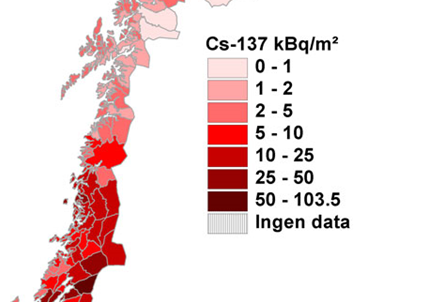 Cs-137 kBq/m²
0 - 1
1 - 2
2 - 5
5 - 10
10 - 25
25 - 50
50 - 103.5
Ingen data